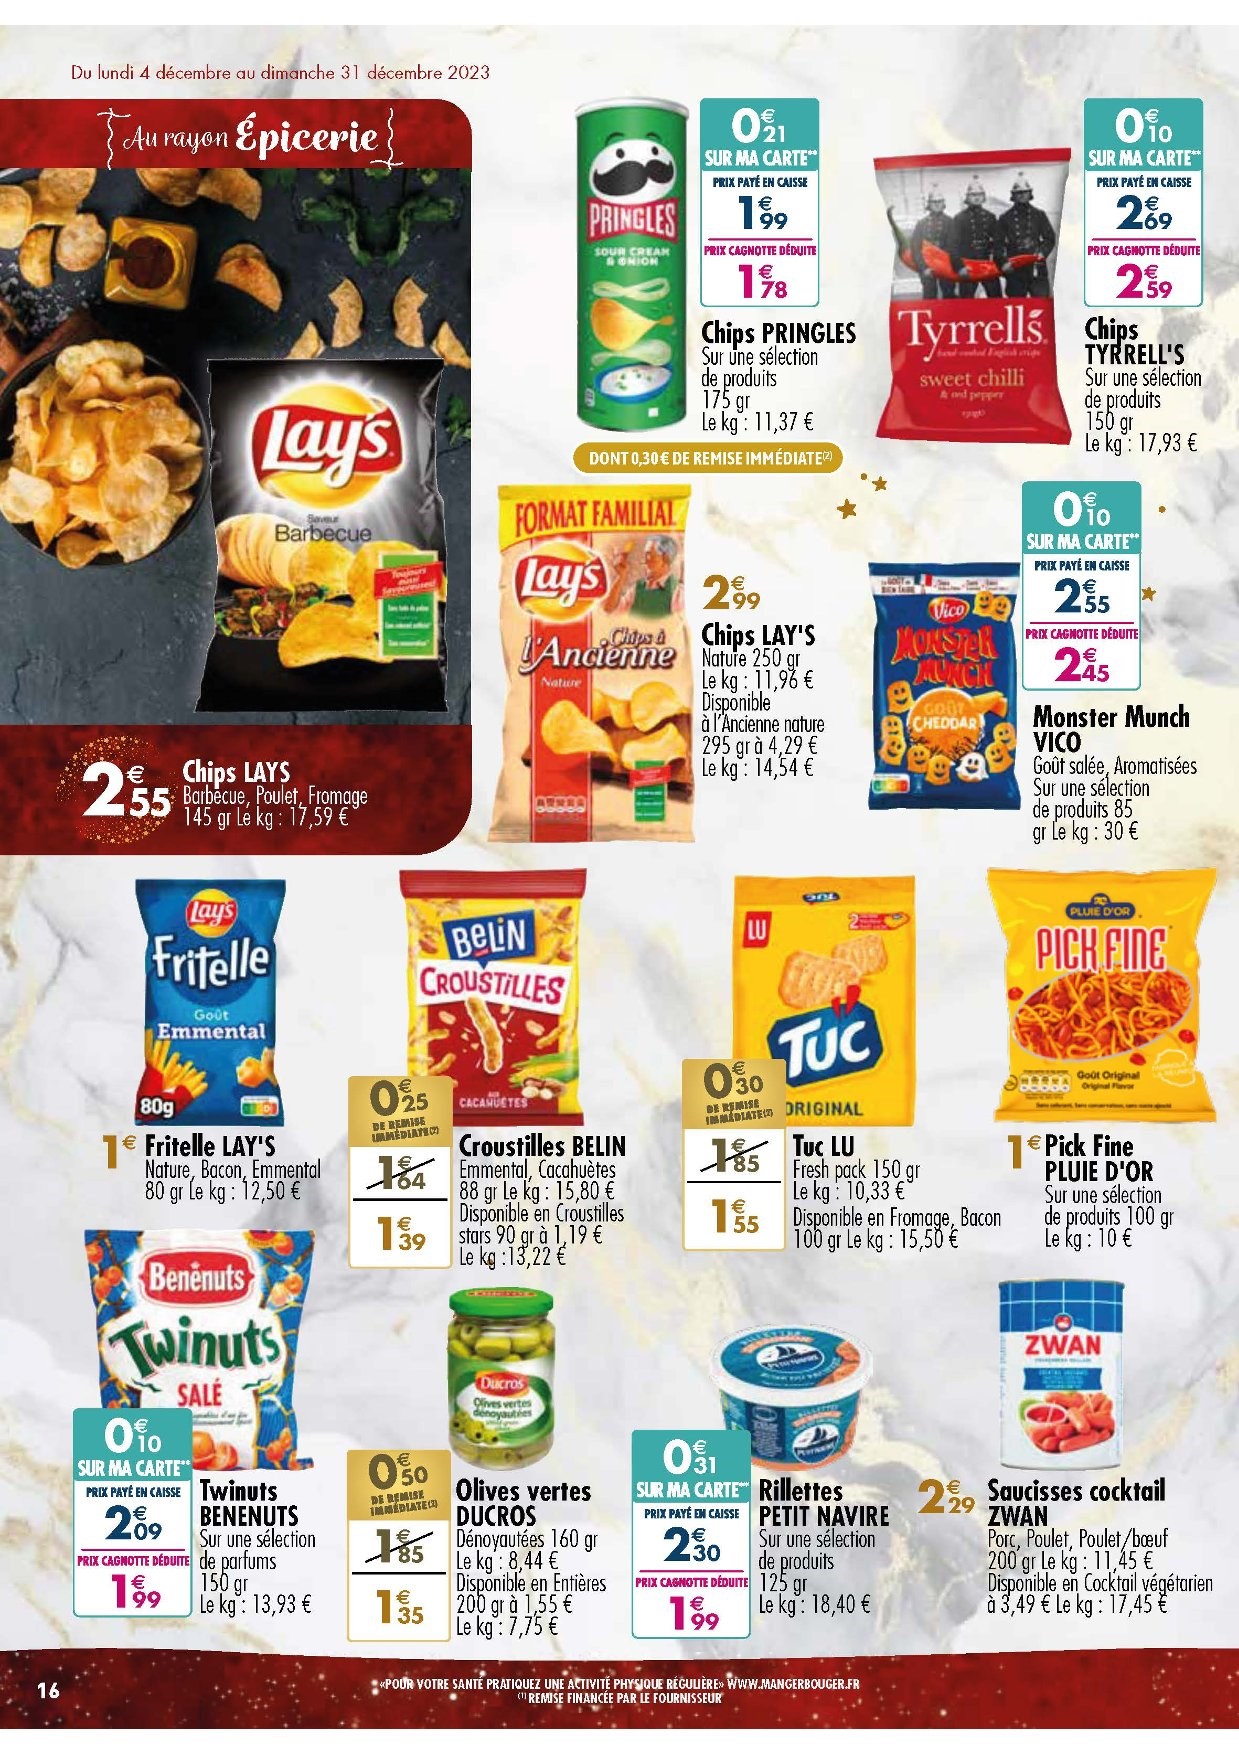 Du lundi 4 décembre au dimanche 31 décembre 2023
Au rayon Épicerie
Lay's
Saveur
Barbecue
2€55
Chips LAYS
Barbecue, Poulet, Fromage
145 gr Le kg : 17,59 €
PRINGLES
SOUR CREAM
& ONION
0€21
SUR MA CARTE**
PRIX PAYÉ EN CAISSE
1€99
PRIX CAGNOTTE DÉDUITE
1€78
Chips PRINGLES
Sur une sélection
de produits
175 gr
Le kg : 11,37 €
DONT 0,30 € DE REMISE IMMÉDIATE(2)
Tyrrell's
hand cooked English crisps
sweet chilli
& red pepper
150g℮
0€10
SUR MA CARTE**
PRIX PAYÉ EN CAISSE
2€69
PRIX CAGNOTTE DÉDUITE
2€59
Chips
TYRRELL'S
Sur une sélection
de produits
150 gr
Le kg : 17,93 €
FORMAT FAMILIAL
Lay's
Chips à
l'Ancienne
Nature
2€99
Chips LAY'S
Nature 250 gr
Le kg : 11,96 €
Disponible
à l'Ancienne nature
295 gr à 4,29 €
Le kg : 14,54 €
Vico
MONSTER
MUNCH
GOÛT
CHEDDAR
0€10
SUR MA CARTE**
PRIX PAYÉ EN CAISSE
2€55
PRIX CAGNOTTE DÉDUITE
2€45
Monster Munch
VICO
Goût salée, Aromatisées
Sur une sélection
de produits 85
gr Le kg : 30 €
Lay's
Fritelle
Goût
Emmental
80g
1€
Fritelle LAY'S
Nature, Bacon, Emmental
80 gr Le kg : 12,50 €
BELIN
CROUSTILLES
AUX
CACAHUÈTES
0€25
DE REMISE
IMMÉDIATE(2)
1€64
1€39
Croustilles BELIN
Emmental, Cacahuètes
88 gr Le kg : 15,80 €
Disponible en Croustilles
stars 90 gr à 1,19 €
Le kg :13,22 €
TUC
LU
2
TUC
ORIGINAL
0€30
DE REMISE
IMMÉDIATE(2)
1€85
1€55
Tuc LU
Fresh pack 150 gr
Le kg : 10,33 €
Disponible en Fromage, Bacon
100 gr Le kg : 15,50 €
PLUIE D'OR
PICK FINE
Goût Original
Original Flavor
1€
Pick Fine
PLUIE D'OR
Sur une sélection
de produits 100 gr
Le kg : 10 €
Benénuts
Twinuts
SALÉ
0€10
SUR MA CARTE**
PRIX PAYÉ EN CAISSE
2€09
PRIX CAGNOTTE DÉDUITE
1€99
Twinuts
BENENUTS
Sur une sélection
de parfums
150 gr
Le kg : 13,93 €
Ducros
Olives vertes
dénoyautées
0€50
DE REMISE
IMMÉDIATE(2)
1€85
1€35
Olives vertes
DUCROS
Dénoyautées 160 gr
Le kg : 8,44 €
Disponible en Entières
200 gr à 1,55 €
Le kg : 7,75 €
RILLETTES
PETIT NAVIRE
0€31
SUR MA CARTE**
PRIX PAYÉ EN CAISSE
2€30
PRIX CAGNOTTE DÉDUITE
1€99
Rillettes
PETIT NAVIRE
Sur une sélection
de produits
125 gr
Le kg : 18,40 €
ZWAN
2€29
Saucisses cocktail
ZWAN
Porc, Poulet, Poulet/bœuf
200 gr Le kg : 11,45 €
Disponible en Cocktail végétarien
à 3,49 € Le kg : 17,45 €
16
«POUR VOTRE SANTÉ PRATIQUEZ UNE ACTIVITÉ PHYSIQUE RÉGULIÈRE» WWW.MANGERBOUGER.FR
(1) REMISE FINANCÉE PAR LE FOURNISSEUR